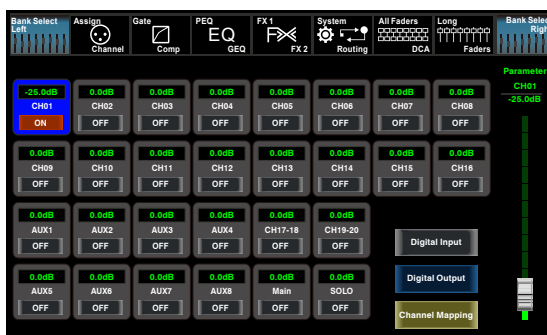 Bank Select Assign Gate PEQ FX 1 System All Faders Long Bank Selec
Left EQ Righ
Channel Comp GEQ FX 2 Routing DCA Faders
Parameter
CH01
-25.0dB
-25.0dB 0.0dB 0.0dB 0.0dB 0.0dB 0.0dB 0.0dB 0.0dB
CH01 CH02 CH03 CH04 CH05 CH06 CH07 CH08
ON OFF OFF OFF OFF OFF OFF OFF
0.0dB 0.0dB 0.0dB 0.0dB 0.0dB 0.0dB 0.0dB 0.0dB
CH09 CH10 CH11 CH12 CH13 CH14 CH15 CH16
OFF OFF OFF OFF OFF OFF OFF OFF
0.0dB 0.0dB 0.0dB 0.0dB 0.0dB 0.0dB
AUX1 AUX2 AUX3 AUX4 CH17-18 CH19-20
OFF OFF OFF OFF OFF OFF
Digital Input
0.0dB 0.0dB 0.0dB 0.0dB 0.0dB 0.0dB
AUX5 AUX6 AUX7 AUX8 Main SOLO
OFF OFF OFF OFF OFF OFF
Digital Output
Channel Mapping